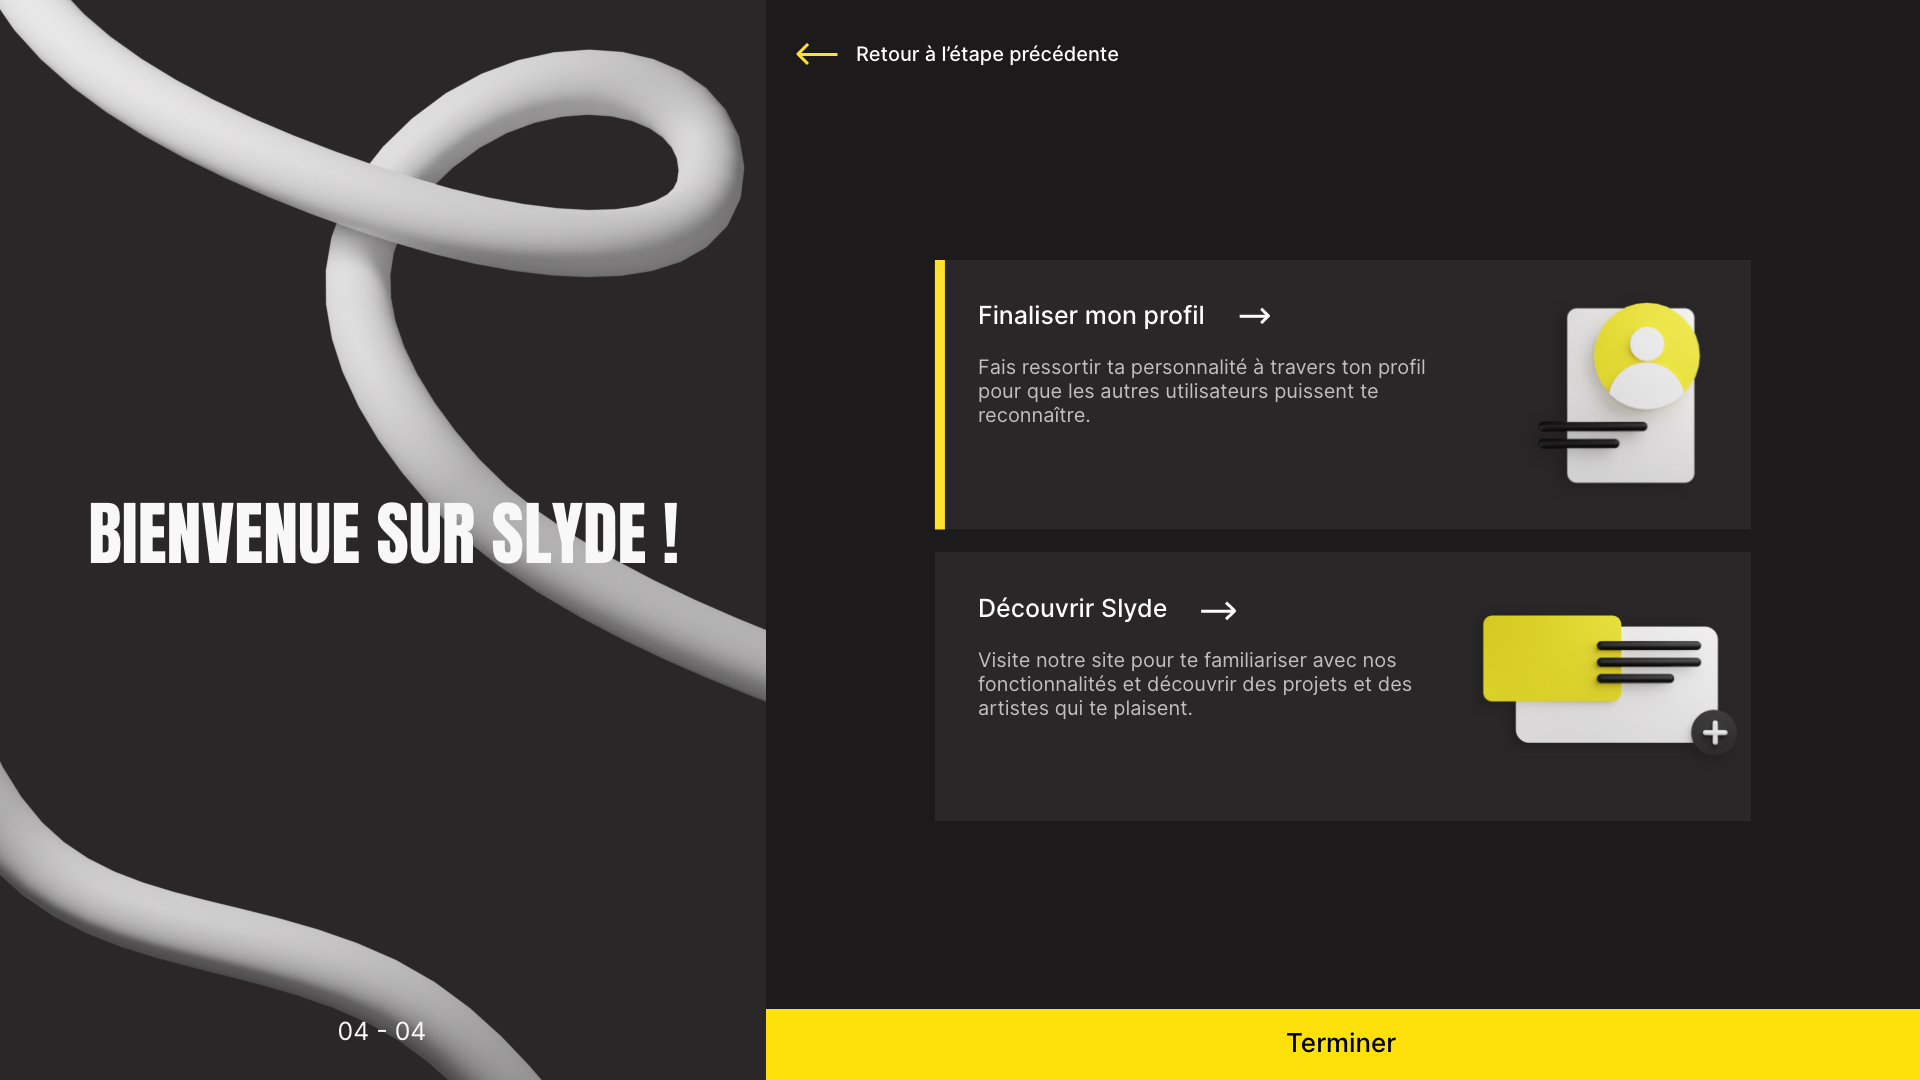 Retour à l’étape précédente
BIENVENUE SUR SLYDE !
04 - 04
Finaliser mon profil
Fais ressortir ta personnalité à travers ton profil
pour que les autres utilisateurs puissent te
reconnaître.
Découvrir Slyde
Visite notre site pour te familiariser avec nos
fonctionnalités et découvrir des projets et des
artistes qui te plaisent.
Terminer